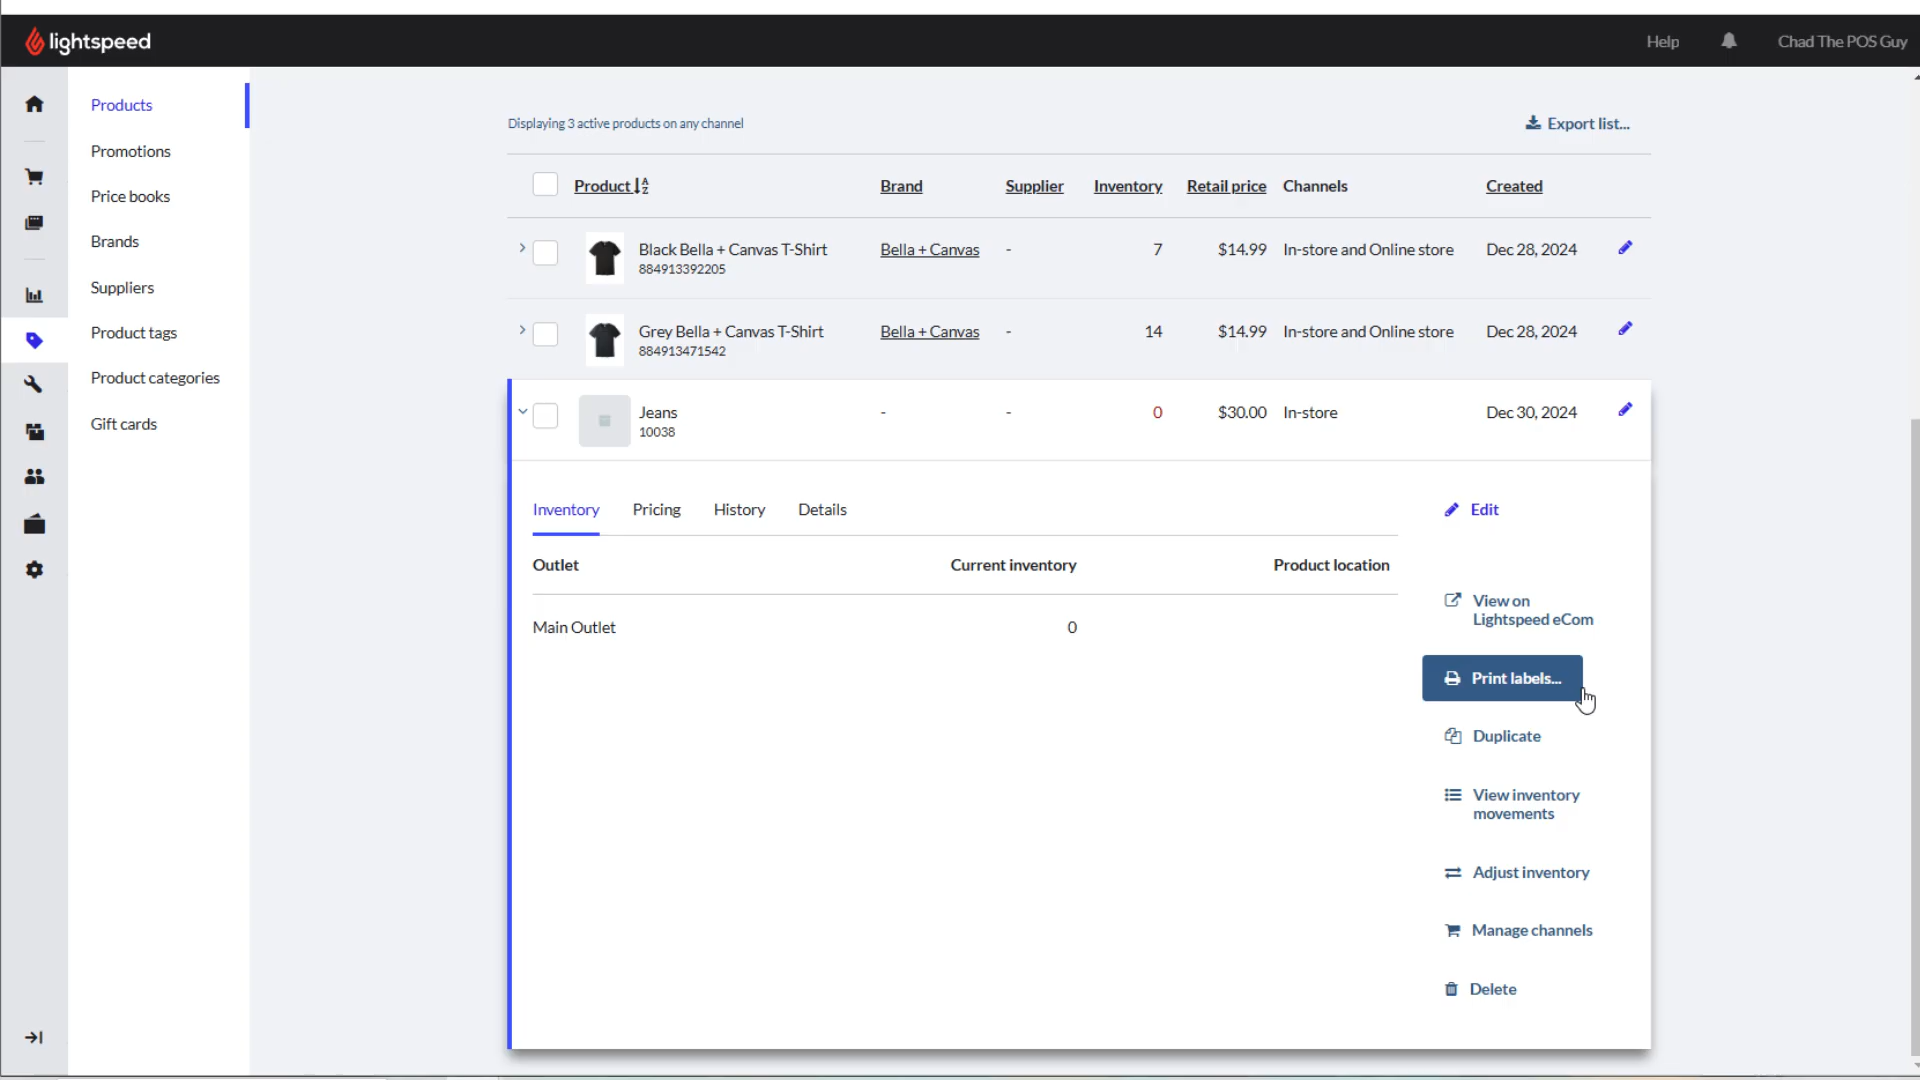 lightspeed
Help
Chad The POS Guy
Products
Promotions
Price books
Brands
Suppliers
Product tags
Product categories
Gift cards
Displaying 3 active products on any channel
Export list...
Product Brand Supplier Inventory Retail price Channels Created
Black Bella + Canvas T-Shirt Bella + Canvas - 7 $14.99 In-store and Online store Dec 28, 2024
884913392205
Grey Bella + Canvas T-Shirt Bella + Canvas - 14 $14.99 In-store and Online store Dec 28, 2024
884913471542
Jeans - - 0 $30.00 In-store Dec 30, 2024
10038
Inventory Pricing History Details
Outlet Current inventory Product location
Main Outlet 0
Edit
View on
Lightspeed eCom
Print labels...
Duplicate
View inventory
movements
Adjust inventory
Manage channels
Delete